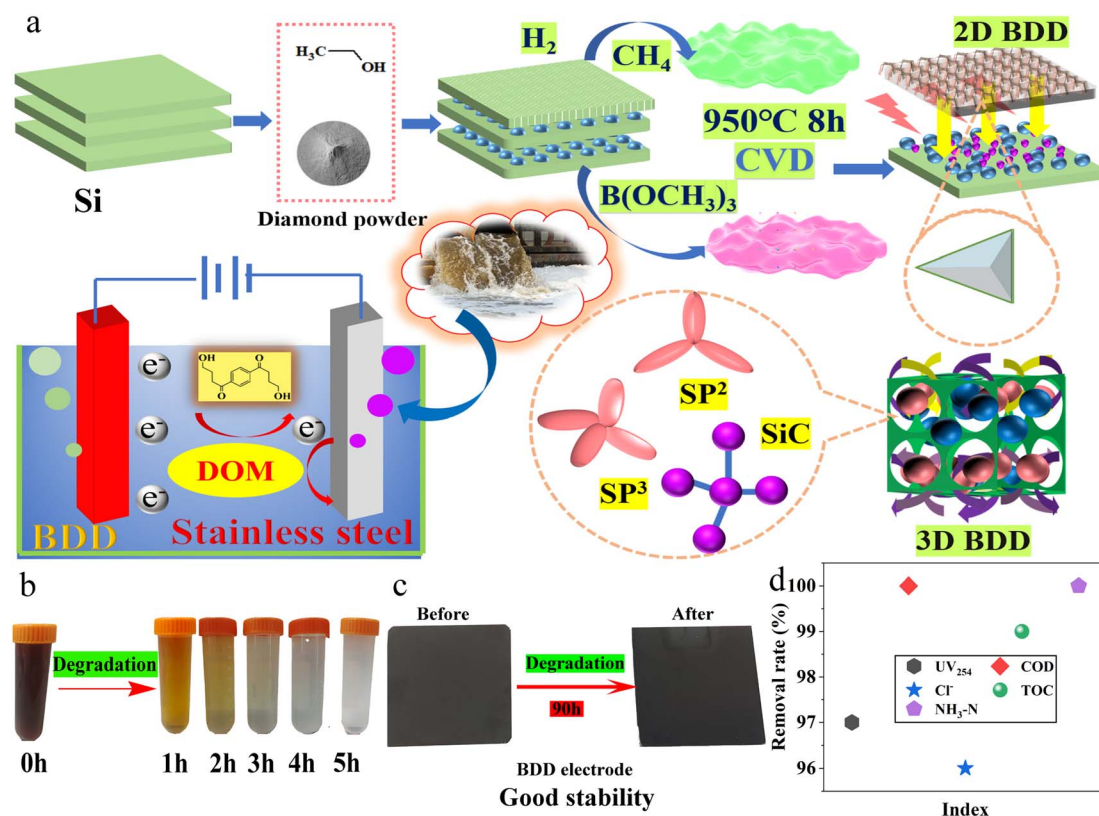 a
Si
H₃C
OH
Diamond powder
H₂
CH₄
950℃ 8h
CVD
B(OCH₃)₃
2D BDD
e⁻
e⁻
e⁻
e⁻
HO
O
O
OH
DOM
BDD
Stainless steel
SP²
SP³
SiC
3D BDD
b
Degradation
0h
1h
2h
3h
4h
5h
c
Before
After
Degradation
90h
BDD electrode
Good stability
d
Removal rate (%)
100
99
98
97
96
UV₂₅₄
COD
Cl⁻
TOC
NH₃-N
Index